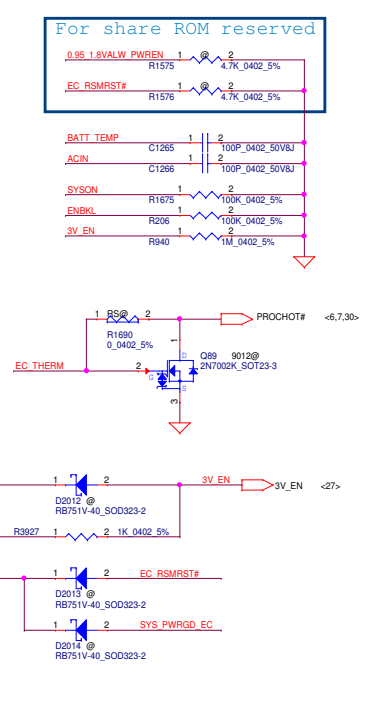 For share ROM reserved
0.95_1.8VALW_PWREN 1 @ 2
R1575 4.7K_0402_5%
EC_RSMRST# 1 @ 2
R1576 4.7K_0402_5%
BATT_TEMP 1 2
C1265 100P_0402_50V8J
ACIN 1 2
C1266 100P_0402_50V8J
SYSON 1 2
R1675 100K_0402_5%
ENBKL 1 2
R206 100K_0402_5%
3V_EN 1 2
R940 1M_0402_5%
1 RS@ 2
PROCHOT# <6,7,30>
R1690
0_0402_5%
1
D Q89 9012@
EC_THERM 2 2N7002K_SOT23-3
G
S
3
1 2 3V_EN 3V_EN <27>
D2012 @
RB751V-40_SOD323-2
R3927 1 2 1K_0402_5%
1 2 EC_RSMRST#
D2013 @
RB751V-40_SOD323-2
1 2 SYS_PWRGD_EC
D2014 @
RB751V-40_SOD323-2